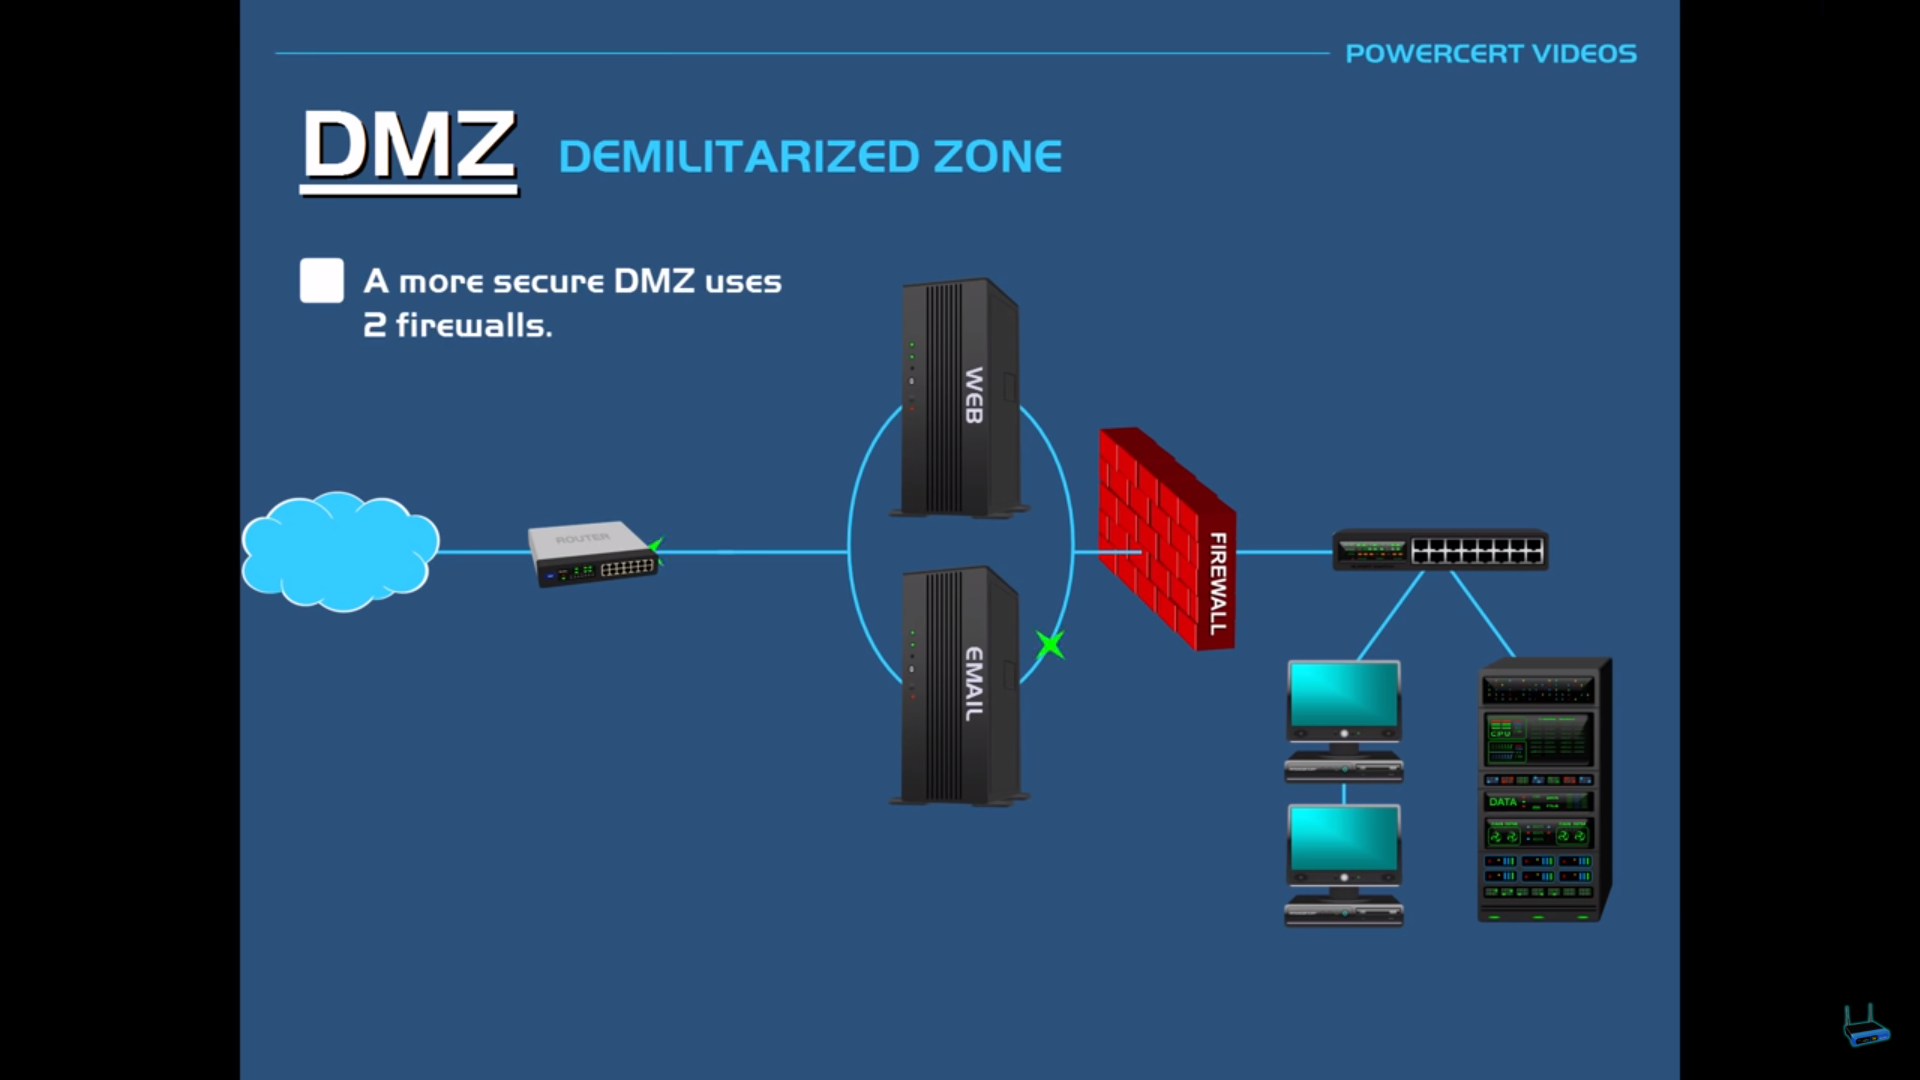 POWERCERT VIDEOS
DMZ DEMILITARIZED ZONE
A more secure DMZ uses
2 firewalls.
WEB
ROUTER
FIREWALL
EMAIL
CPU
DATA